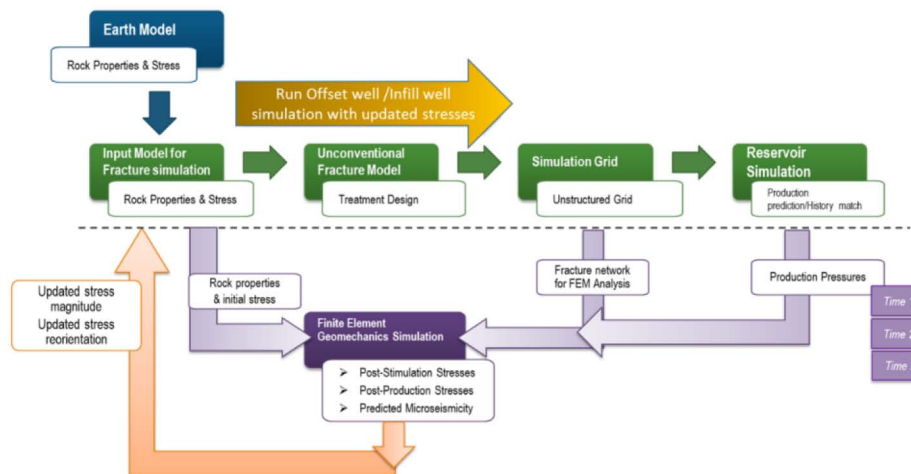 Earth Model
Rock Properties & Stress
Run Offset well /Infill well
simulation with updated stresses
Input Model for
Fracture simulation
Rock Properties & Stress
Unconventional
Fracture Model
Treatment Design
Simulation Grid
Unstructured Grid
Reservoir
Simulation
Production
prediction/History match
Updated stress
magnitude
Updated stress
reorientation
Rock properties
& initial stress
Fracture network
for FEM Analysis
Production Pressures
Time
Time
Time
Finite Element
Geomechanics Simulation
➢ Post-Stimulation Stresses
➢ Post-Production Stresses
➢ Predicted Microseismicity